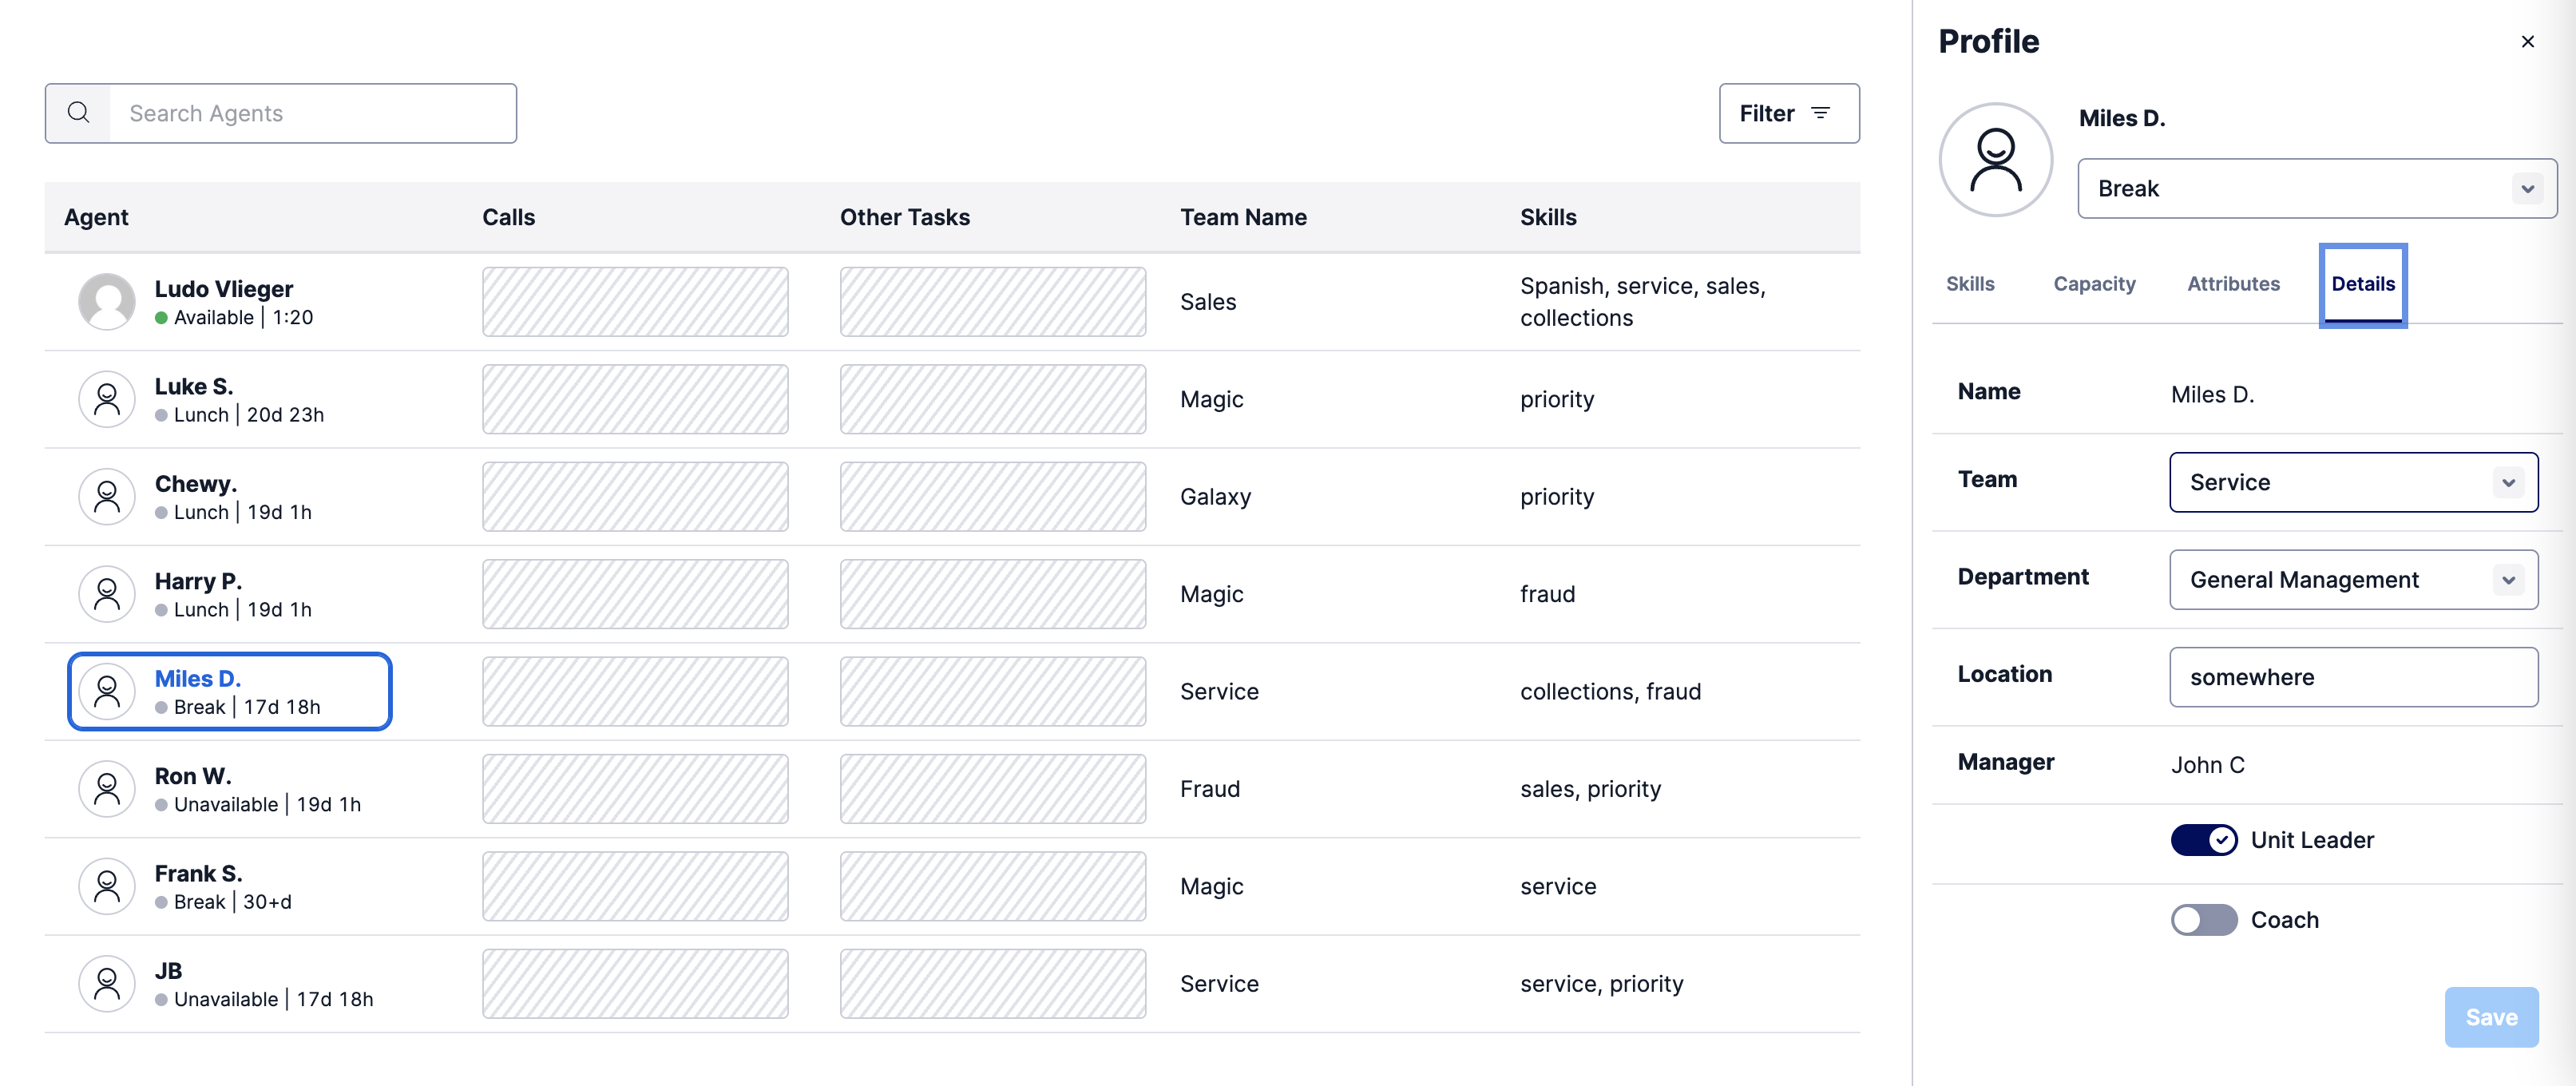 Search Agents
Filter
Agent Calls Other Tasks Team Name Skills
Ludo Vlieger
Available | 1:20
Sales
Spanish, service, sales,
collections
Luke S.
Lunch | 20d 23h
Magic
priority
Chewy.
Lunch | 19d 1h
Galaxy
priority
Harry P.
Lunch | 19d 1h
Magic
fraud
Miles D.
Break | 17d 18h
Service
collections, fraud
Ron W.
Unavailable | 19d 1h
Fraud
sales, priority
Frank S.
Break | 30+d
Magic
service
JB
Unavailable | 17d 18h
Service
service, priority
Profile
Miles D.
Break
Skills Capacity Attributes Details
Name Miles D.
Team Service
Department General Management
Location somewhere
Manager John C
Unit Leader
Coach
Save